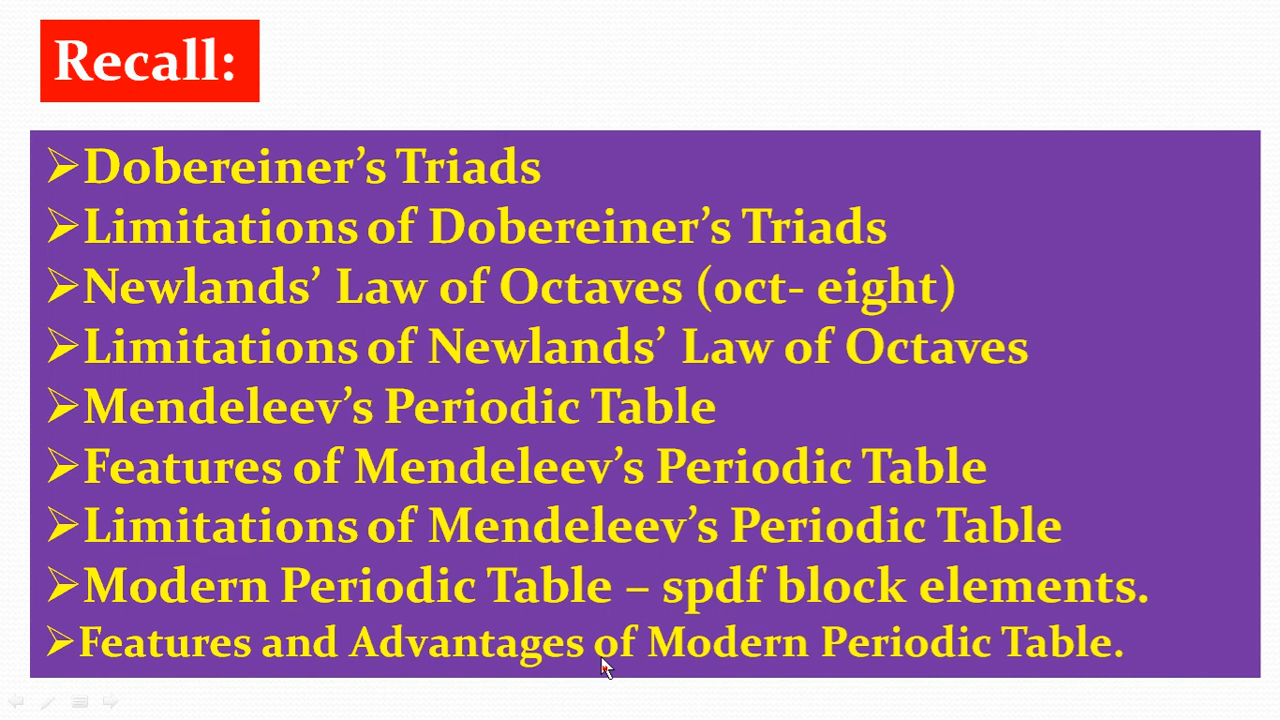 Recall:
➢Dobereiner’s Triads
➢Limitations of Dobereiner’s Triads
➢Newlands’ Law of Octaves (oct- eight)
➢Limitations of Newlands’ Law of Octaves
➢Mendeleev’s Periodic Table
➢Features of Mendeleev’s Periodic Table
➢Limitations of Mendeleev’s Periodic Table
➢Modern Periodic Table – spdf block elements.
➢Features and Advantages of Modern Periodic Table.